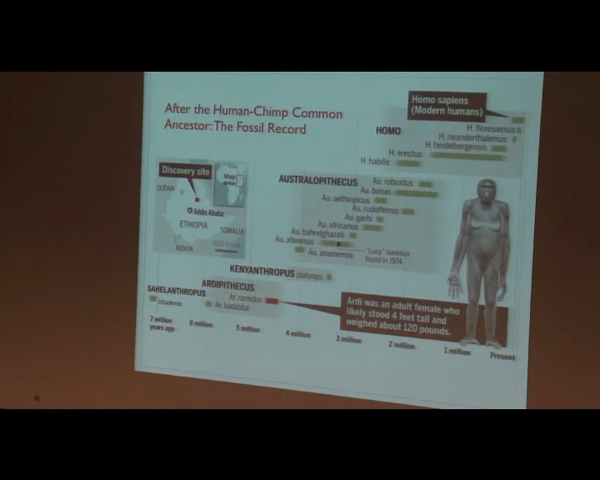 After the Human-Chimp Common
Ancestor: The Fossil Record
Homo sapiens
(Modern humans)
HOMO
H. floresiensis
H. neanderthalensis
H. heidelbergensis
H. erectus
H. habilis
Discovery site
Map
area
SUDAN
Addis Ababa
ETHIOPIA
SOMALIA
KENYA
AUSTRALOPITHECUS
Au. robustus
Au. boisei
Au. aethiopicus
Au. rudolfensis
Au. garhi
Au. africanus
Au. bahrelghazali
Au. afarensis
Au. anamensis
"Lucy" skeleton
found in 1974
KENYANTHROPUS platyops
ARDIPITHECUS
Ar. ramidus
Ar. kadabba
SAHELANTHROPUS
tchadensis
Ardi was an adult female who
likely stood 4 feet tall and
weighed about 120 pounds.
7 million
years ago
6 million
5 million
4 million
3 million
2 million
1 million
Present